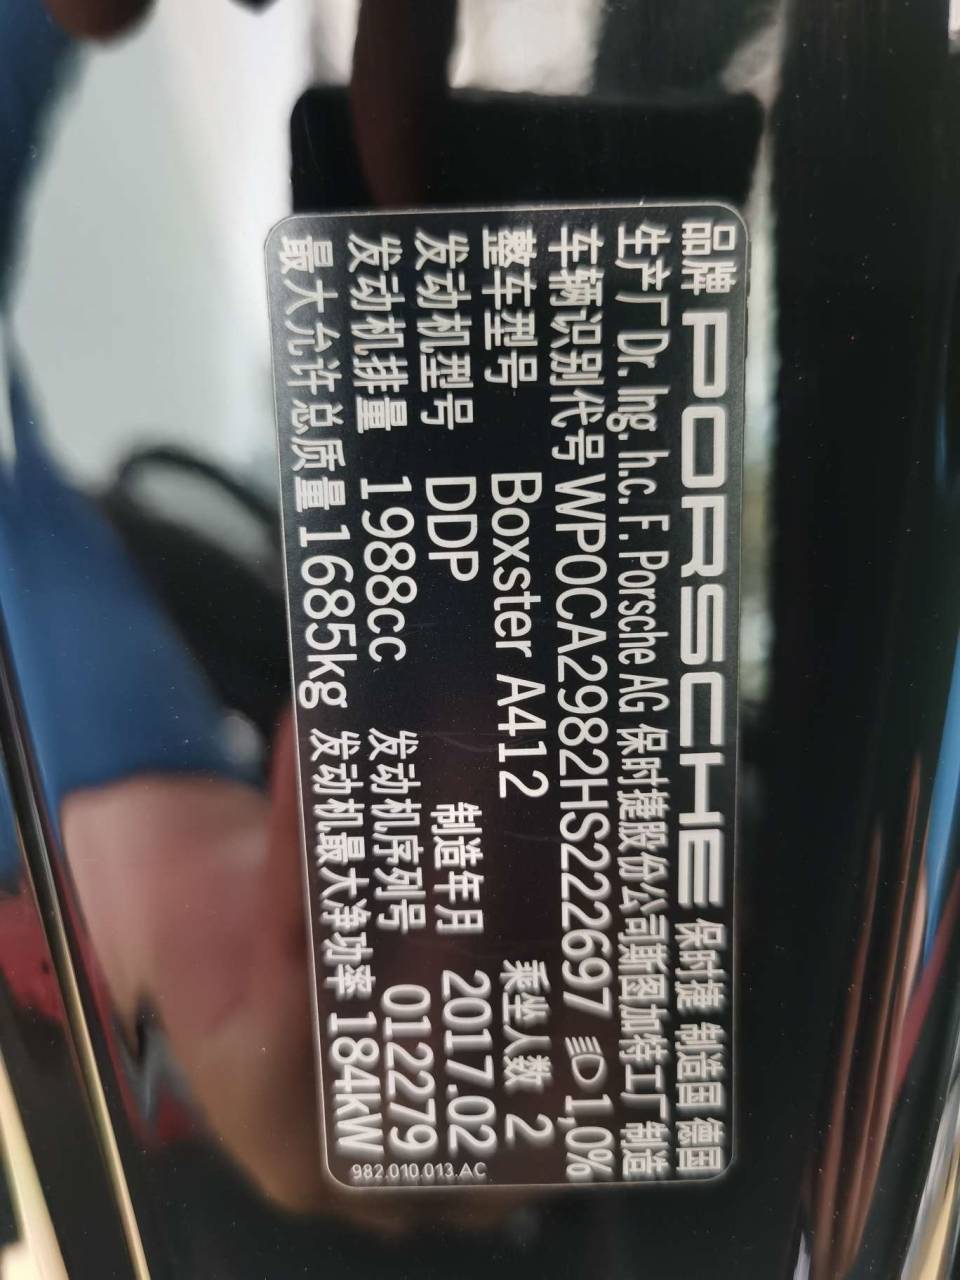 品牌 PORSCHE 保时捷 制造国 德国
生产厂 Dr. Ing. h.c. F. Porsche AG 保时捷股份公司斯图加特工厂制造
车辆识别代号 WP0CA2982HS222697 1,0%
整车型号 Boxster A412 乘坐人数 2
发动机型号 DDP 制造年月 2017.02
发动机排量 1988cc 发动机序列号 012279
最大允许总质量 1685kg 发动机最大净功率 184kW
982.010.013.AC